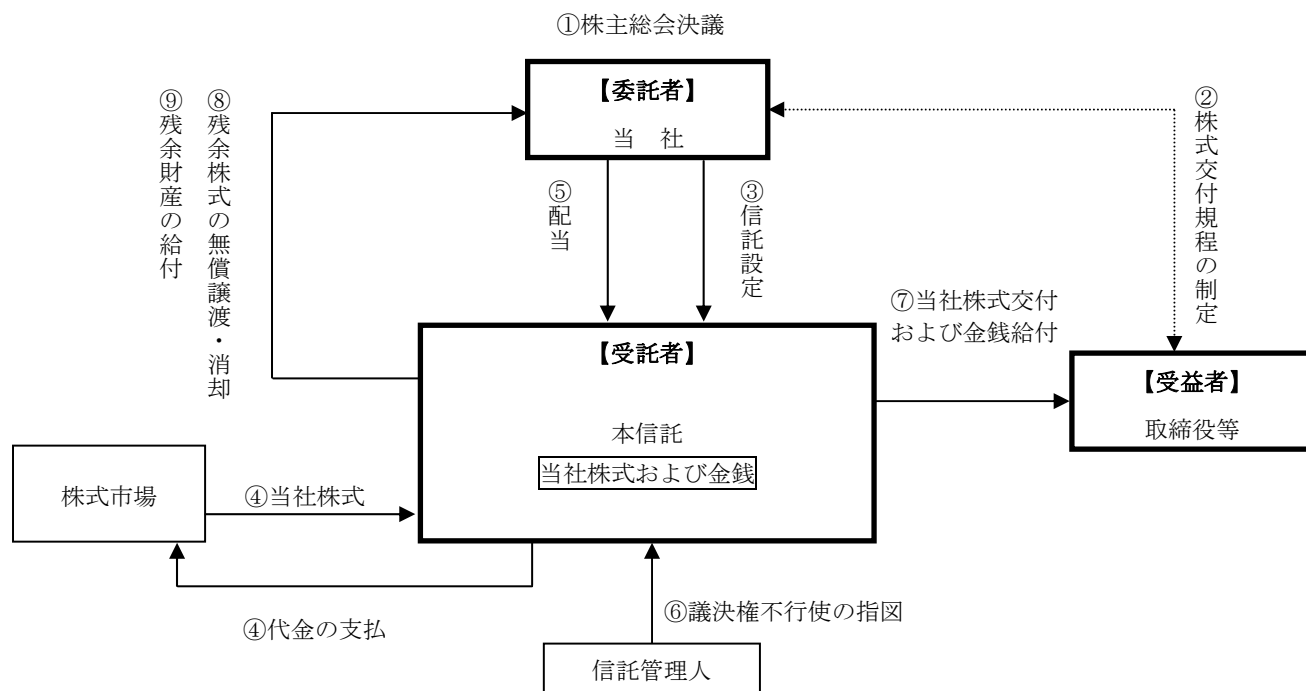 ①株主総会決議
【委託者】
当　社
⑨残余財産の給付
⑧残余株式の無償譲渡・消却
⑤配当
③信託設定
②株式交付規程の制定
⑦当社株式交付
および金銭給付
【受託者】
本信託
当社株式および金銭
【受益者】
取締役等
株式市場
④当社株式
④代金の支払
⑥議決権不行使の指図
信託管理人